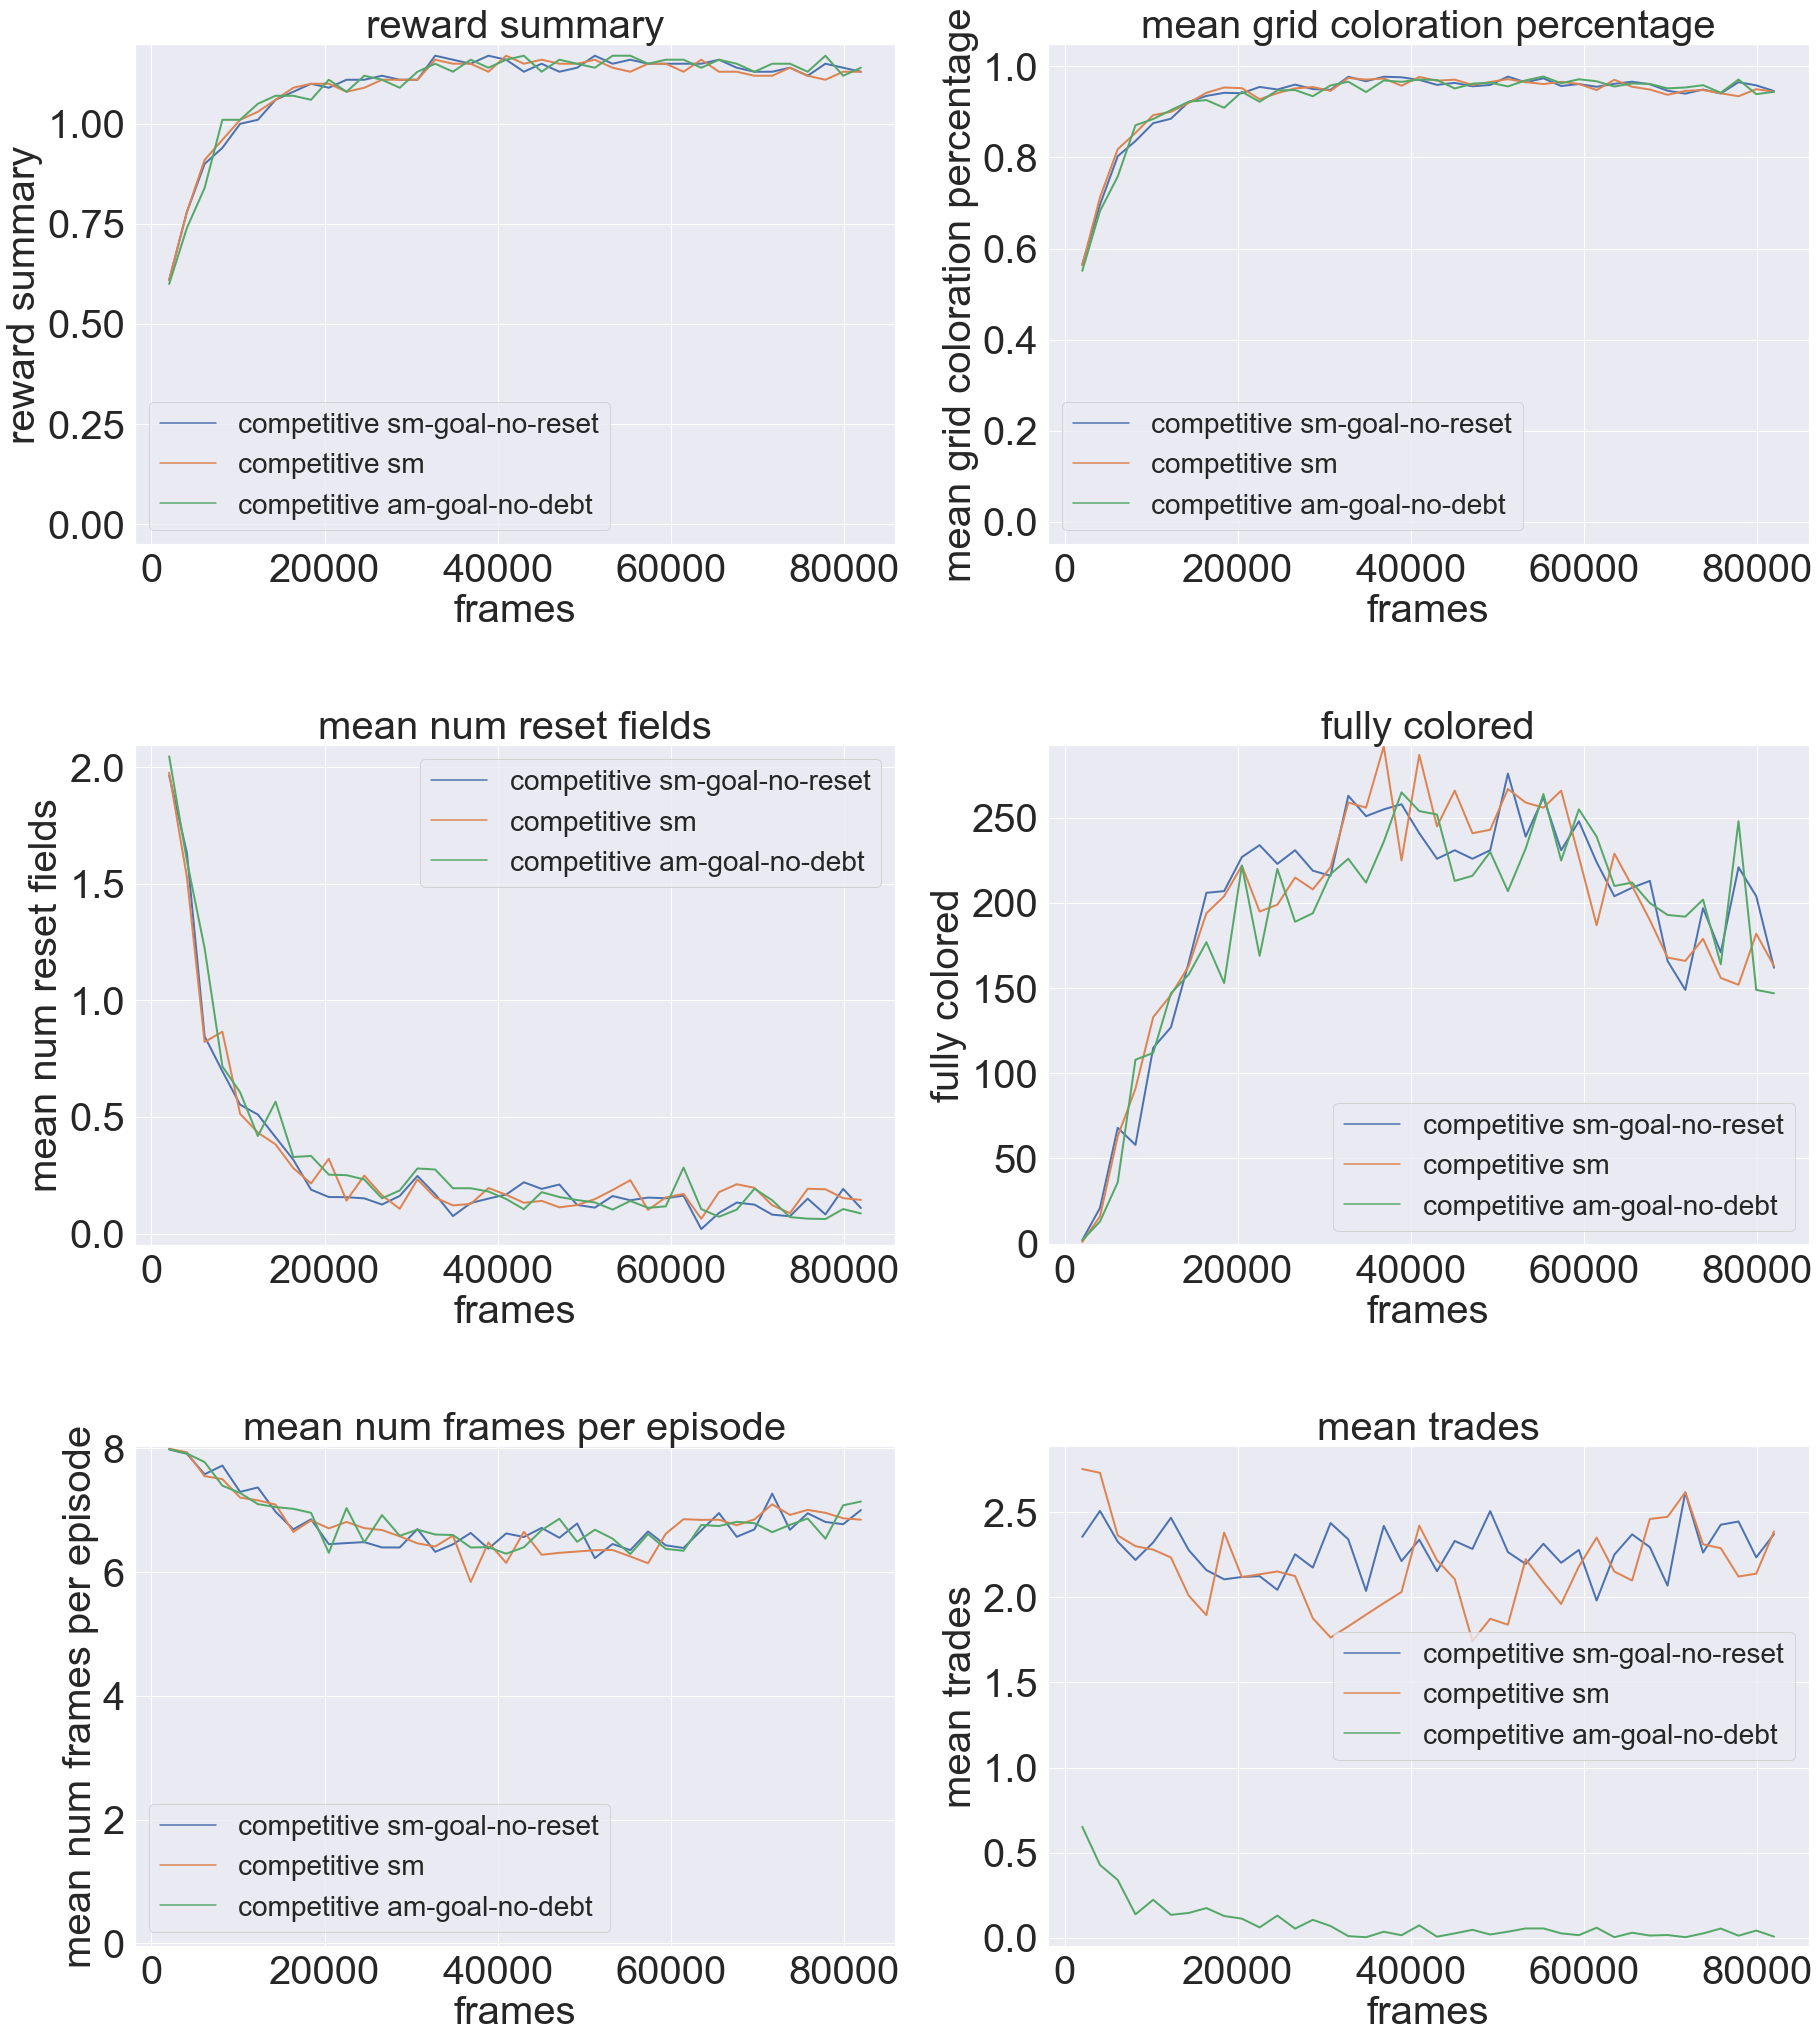 reward summary
reward summary
1.00
0.75
0.50
0.25
0.00
competitive sm-goal-no-reset
competitive sm
competitive am-goal-no-debt
0 20000 40000 60000 80000
frames
mean grid coloration percentage
mean grid coloration percentage
1.0
0.8
0.6
0.4
0.2
0.0
competitive sm-goal-no-reset
competitive sm
competitive am-goal-no-debt
0 20000 40000 60000 80000
frames
mean num reset fields
mean num reset fields
2.0
1.5
1.0
0.5
0.0
competitive sm-goal-no-reset
competitive sm
competitive am-goal-no-debt
0 20000 40000 60000 80000
frames
fully colored
fully colored
250
200
150
100
50
0
competitive sm-goal-no-reset
competitive sm
competitive am-goal-no-debt
0 20000 40000 60000 80000
frames
mean num frames per episode
mean num frames per episode
8
6
4
2
0
competitive sm-goal-no-reset
competitive sm
competitive am-goal-no-debt
0 20000 40000 60000 80000
frames
mean trades
mean trades
2.5
2.0
1.5
1.0
0.5
0.0
competitive sm-goal-no-reset
competitive sm
competitive am-goal-no-debt
0 20000 40000 60000 80000
frames